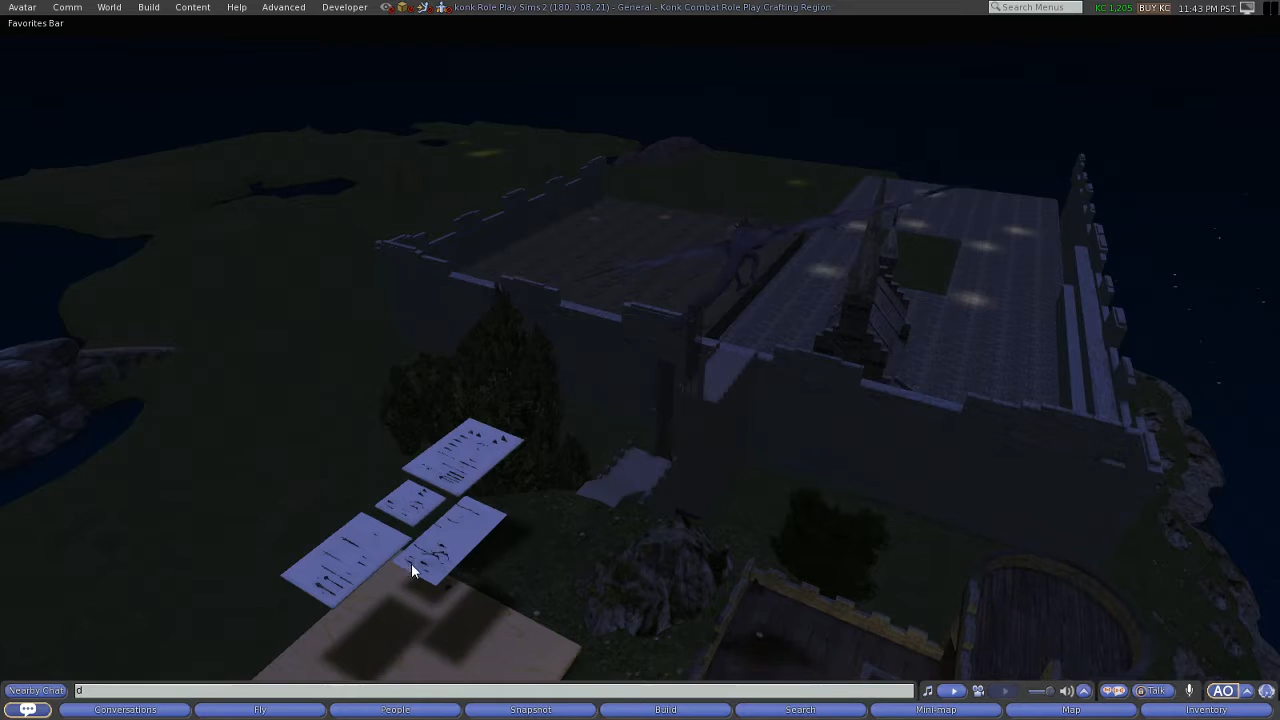 Avatar Comm World Build Content Help Advanced Developer konk Role Play Sims2 (180, 308, 21) - General - Konk Combat Role Play Crafting Region Search Menus KC 1,205 BUY KC 11:43 PM PST
Favorites Bar
Nearby Chat d Talk AO
Conversations Fly People Snapshot Build Search Mini-map Map Inventory